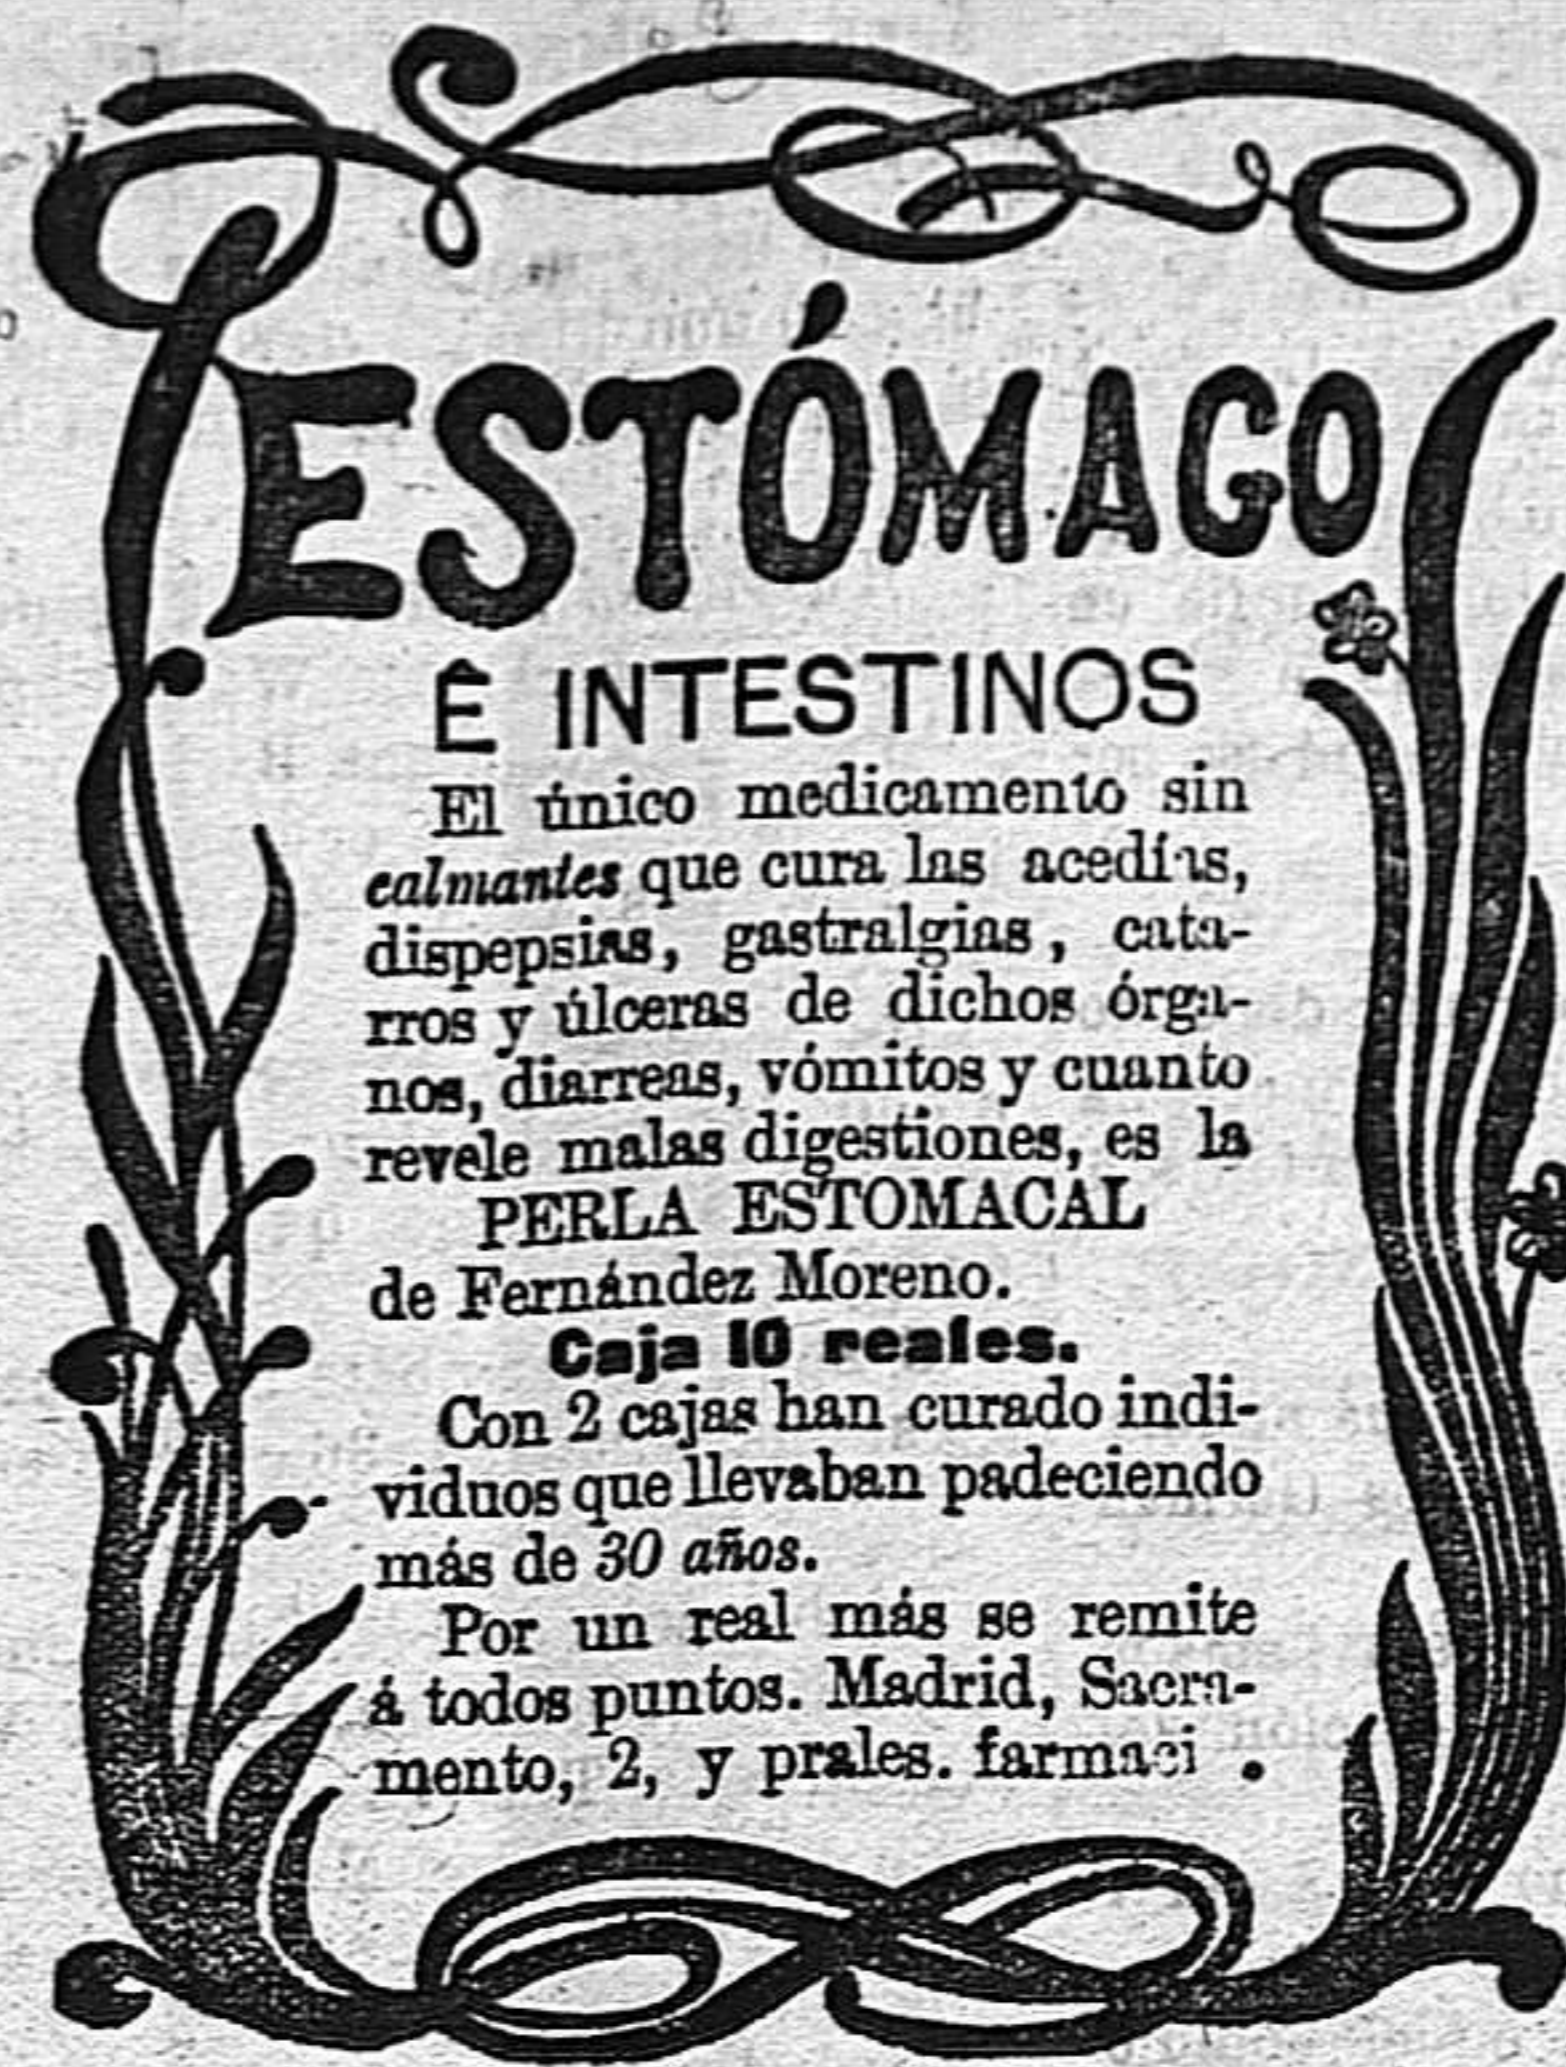 ESTÓMAGO
Ê INTESTINOS
El único medicamento sin
calmantes que cura las acedías,
dispepsias, gastralgias, cata-
rros y úlceras de dichos órga-
nos, diarreas, vómitos y cuanto
revele malas digestiones, es la
PERLA ESTOMACAL
de Fernández Moreno.
Caja 10 reales.
Con 2 cajas han curado indi-
viduos que llevaban padeciendo
más de 30 años.
Por un real más se remite
á todos puntos. Madrid, Sacra-
mento, 2, y prales. farmaci .